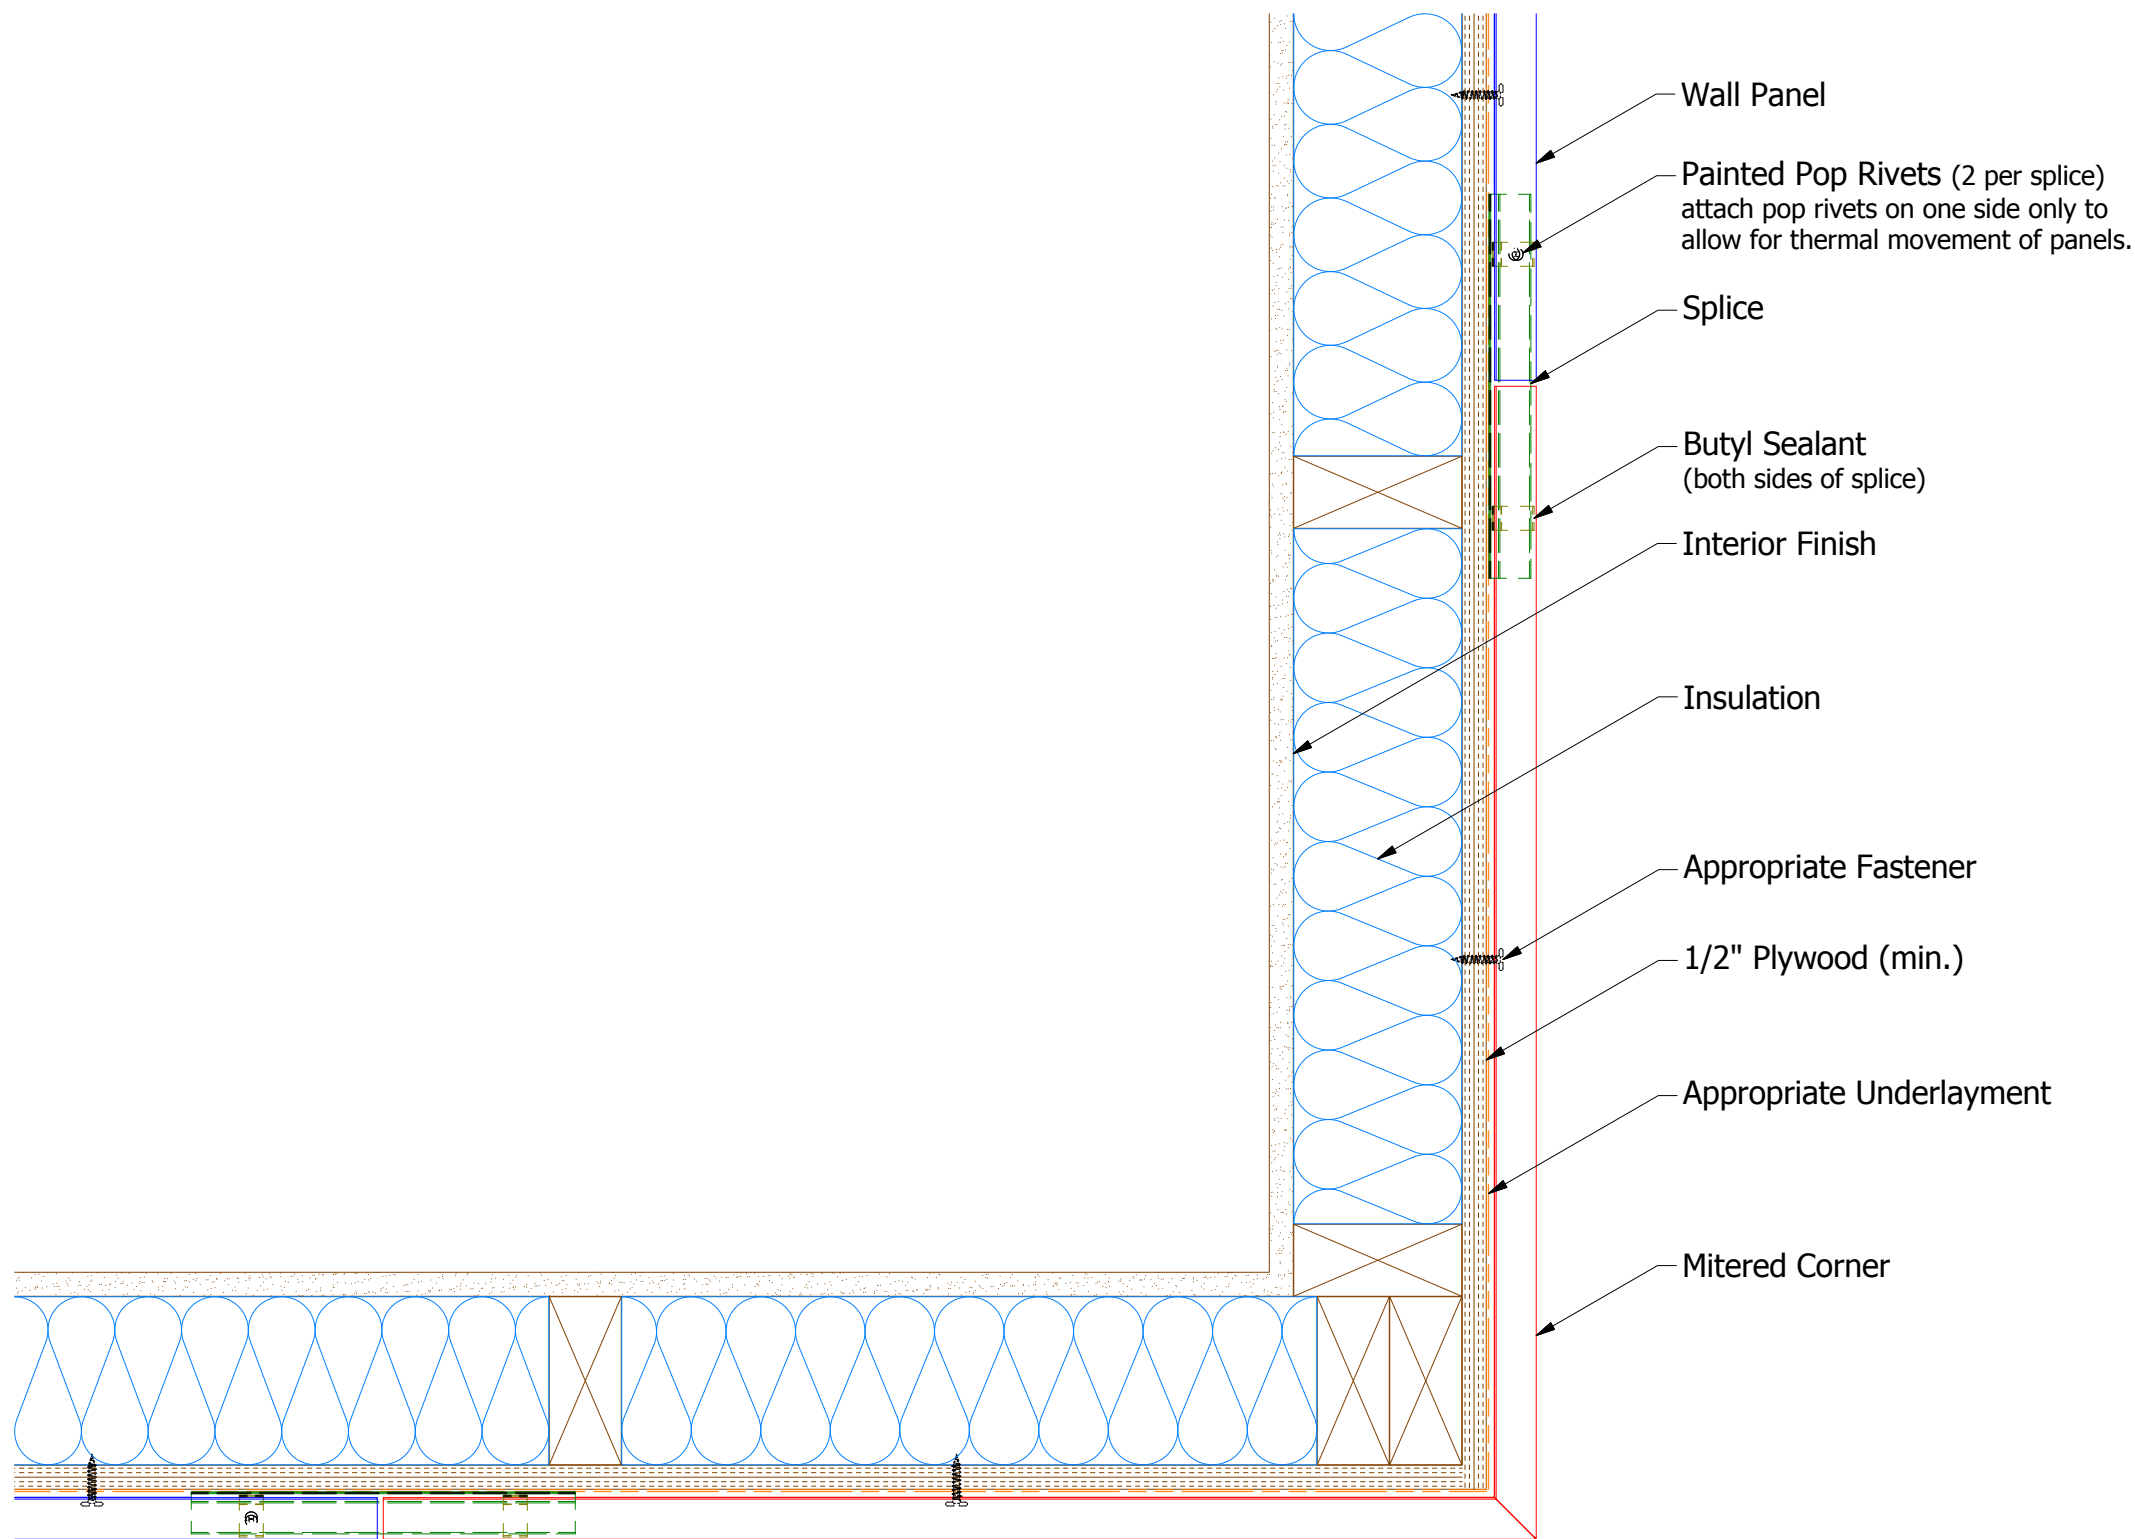 Wall Panel
Painted Pop Rivets (2 per splice)
attach pop rivets on one side only to
allow for thermal movement of panels.
Splice
Butyl Sealant
(both sides of splice)
Interior Finish
Insulation
Appropriate Fastener
1/2" Plywood (min.)
Appropriate Underlayment
Mitered Corner